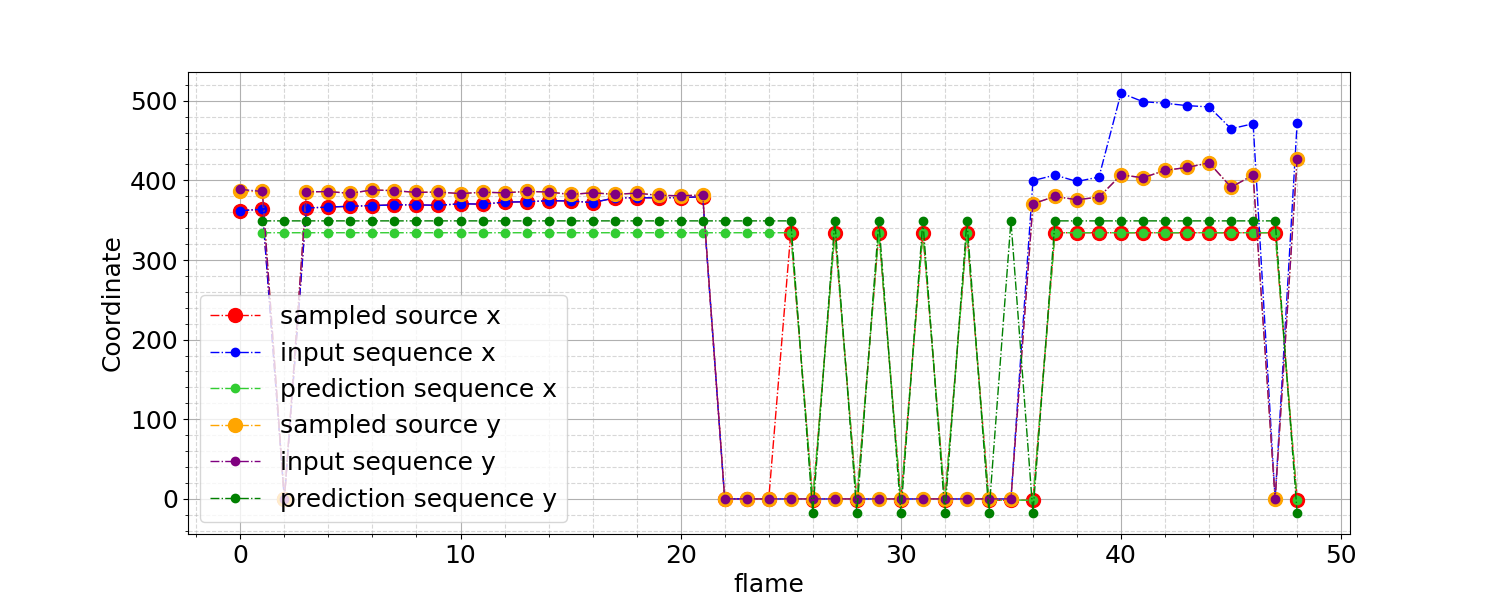 500
400
300
200
100
0
Coordinate
sampled source x
input sequence x
prediction sequence x
sampled source y
input sequence y
prediction sequence y
0 10 20 30 40 50
flame